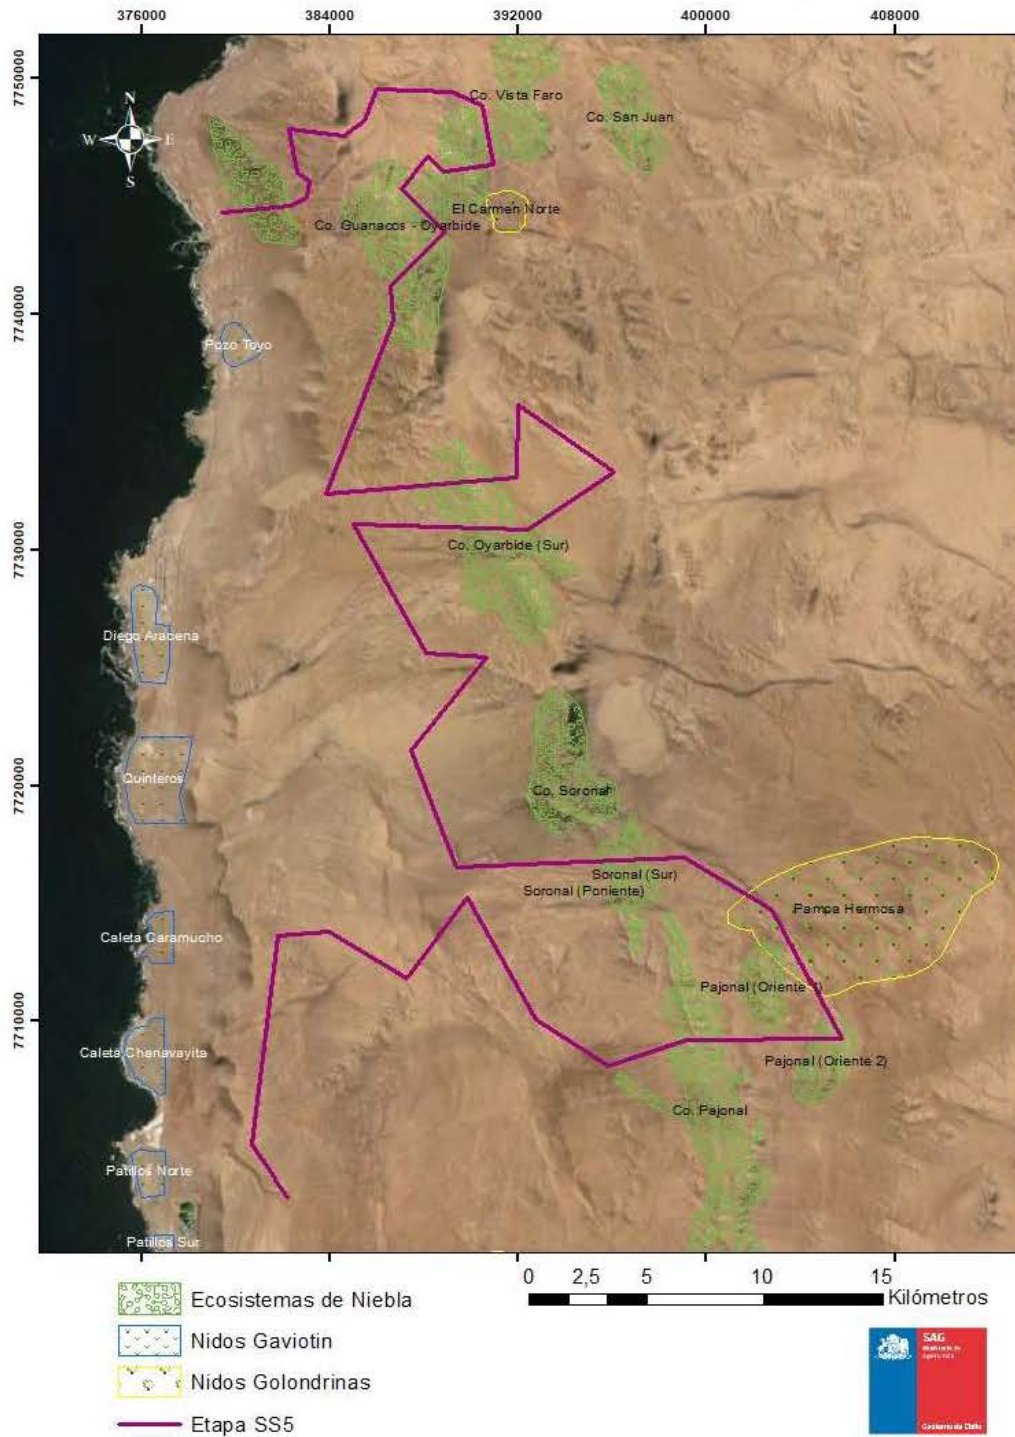 376000 384000 392000 400000 408000
7750000
7740000
7730000
7720000
7710000
N
W E
S
Co. Vista Faro
Co. San Juan
El Carmen Norte
Co. Guanacos - Oyarbide
Pozo Toyo
Co. Oyarbide (Sur)
Diego Aracena
Quinteros
Co. Soronal
Soronal (Sur)
Soronal (Poniente)
Pampa Hermosa
Caleta Caramucho
Pajonal (Oriente 1)
Caleta Chanavayita
Pajonal (Oriente 2)
Co. Pajonal
Patillos Norte
Patillos Sur
0 2,5 5 10 15
Kilómetros
Ecosistemas de Niebla
Nidos Gaviotin
Nidos Golondrinas
Etapa SS5
SAG
Gobierno de Chile